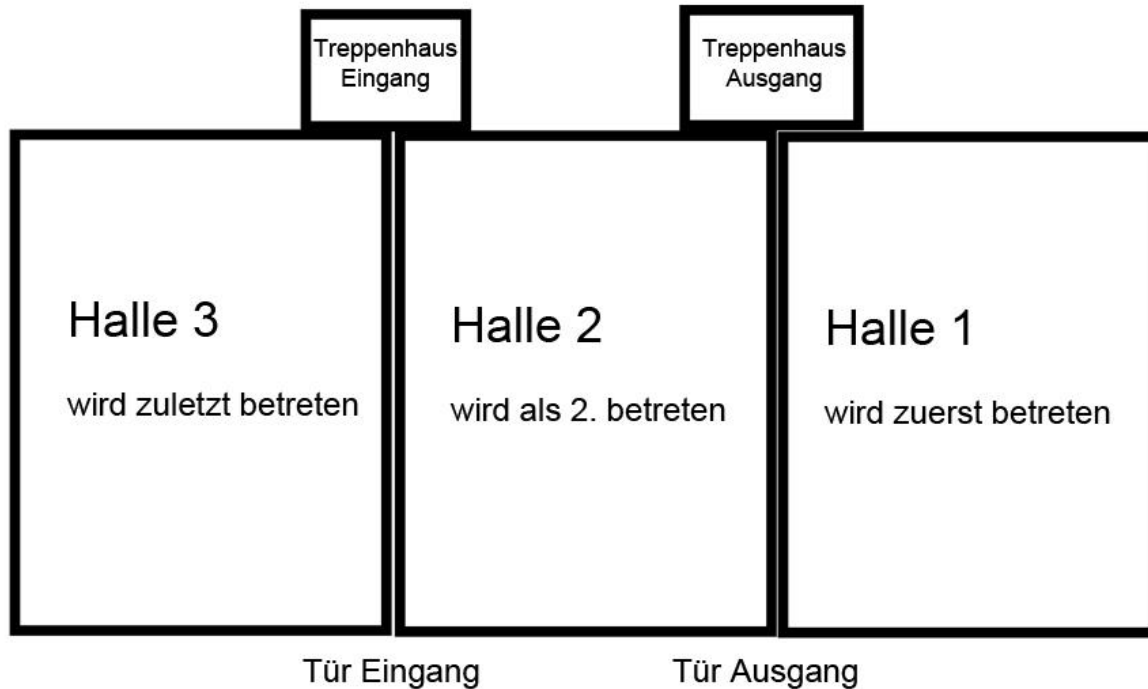 Treppenhaus
Eingang
Treppenhaus
Ausgang
Halle 3
wird zuletzt betreten
Halle 2
wird als 2. betreten
Halle 1
wird zuerst betreten
Tür Eingang
Tür Ausgang